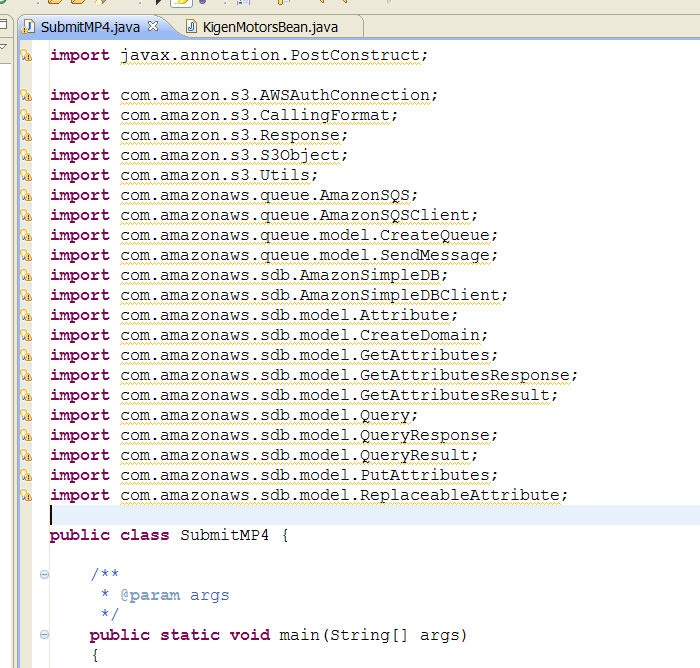 SubmitMP4.java
KigenMotorsBean.java
import javax.annotation.PostConstruct;
import com.amazon.s3.AWSAuthConnection;
import com.amazon.s3.CallingFormat;
import com.amazon.s3.Response;
import com.amazon.s3.S3Object;
import com.amazon.s3.Utils;
import com.amazonaws.queue.AmazonSQS;
import com.amazonaws.queue.AmazonSQSClient;
import com.amazonaws.queue.model.CreateQueue;
import com.amazonaws.queue.model.SendMessage;
import com.amazonaws.sdb.AmazonSimpleDB;
import com.amazonaws.sdb.AmazonSimpleDBClient;
import com.amazonaws.sdb.model.Attribute;
import com.amazonaws.sdb.model.CreateDomain;
import com.amazonaws.sdb.model.GetAttributes;
import com.amazonaws.sdb.model.GetAttributesResponse;
import com.amazonaws.sdb.model.GetAttributesResult;
import com.amazonaws.sdb.model.Query;
import com.amazonaws.sdb.model.QueryResponse;
import com.amazonaws.sdb.model.QueryResult;
import com.amazonaws.sdb.model.PutAttributes;
import com.amazonaws.sdb.model.ReplaceableAttribute;
public class SubmitMP4 {
/**
* @param args
*/
public static void main(String[] args)
{